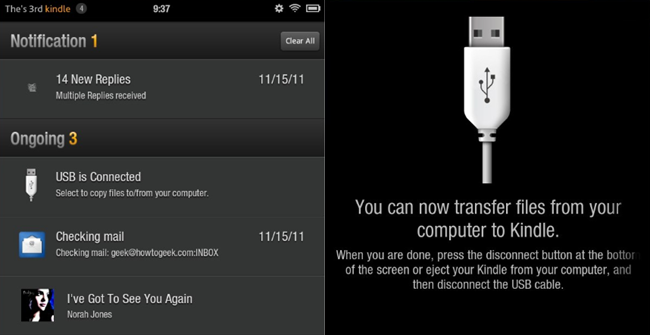 The's 3rd kindle 4 9:37
Notification 1 Clear All
14 New Replies 11/15/11
Multiple Replies received
Ongoing 3
USB is Connected
Select to copy files to/from your computer.
Checking mail 11/15/11
Checking mail: geek@howtogeek.com:INBOX
I've Got To See You Again
Norah Jones
You can now transfer files from your
computer to Kindle.
When you are done, press the disconnect button at the bottom
of the screen or eject your Kindle from your computer, and
then disconnect the USB cable.